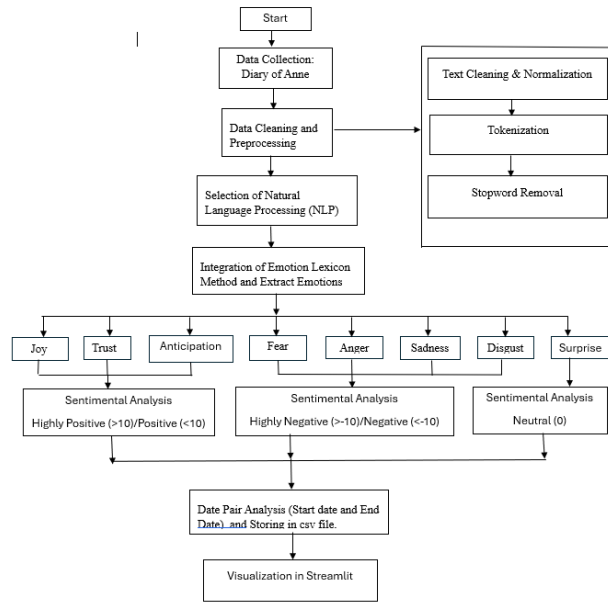 Start
Data Collection:
Diary of Anne
Data Cleaning and
Preprocessing
Text Cleaning & Normalization
Tokenization
Stopword Removal
Selection of Natural
Language Processing (NLP)
Integration of Emotion Lexicon
Method and Extract Emotions
Joy
Trust
Anticipation
Fear
Anger
Sadness
Disgust
Surprise
Sentimental Analysis
Highly Positive (>10)/Positive (<10)
Sentimental Analysis
Highly Negative (>-10)/Negative (<-10)
Sentimental Analysis
Neutral (0)
Date Pair Analysis (Start date and End
Date) and Storing in csv file.
Visualization in Streamlit